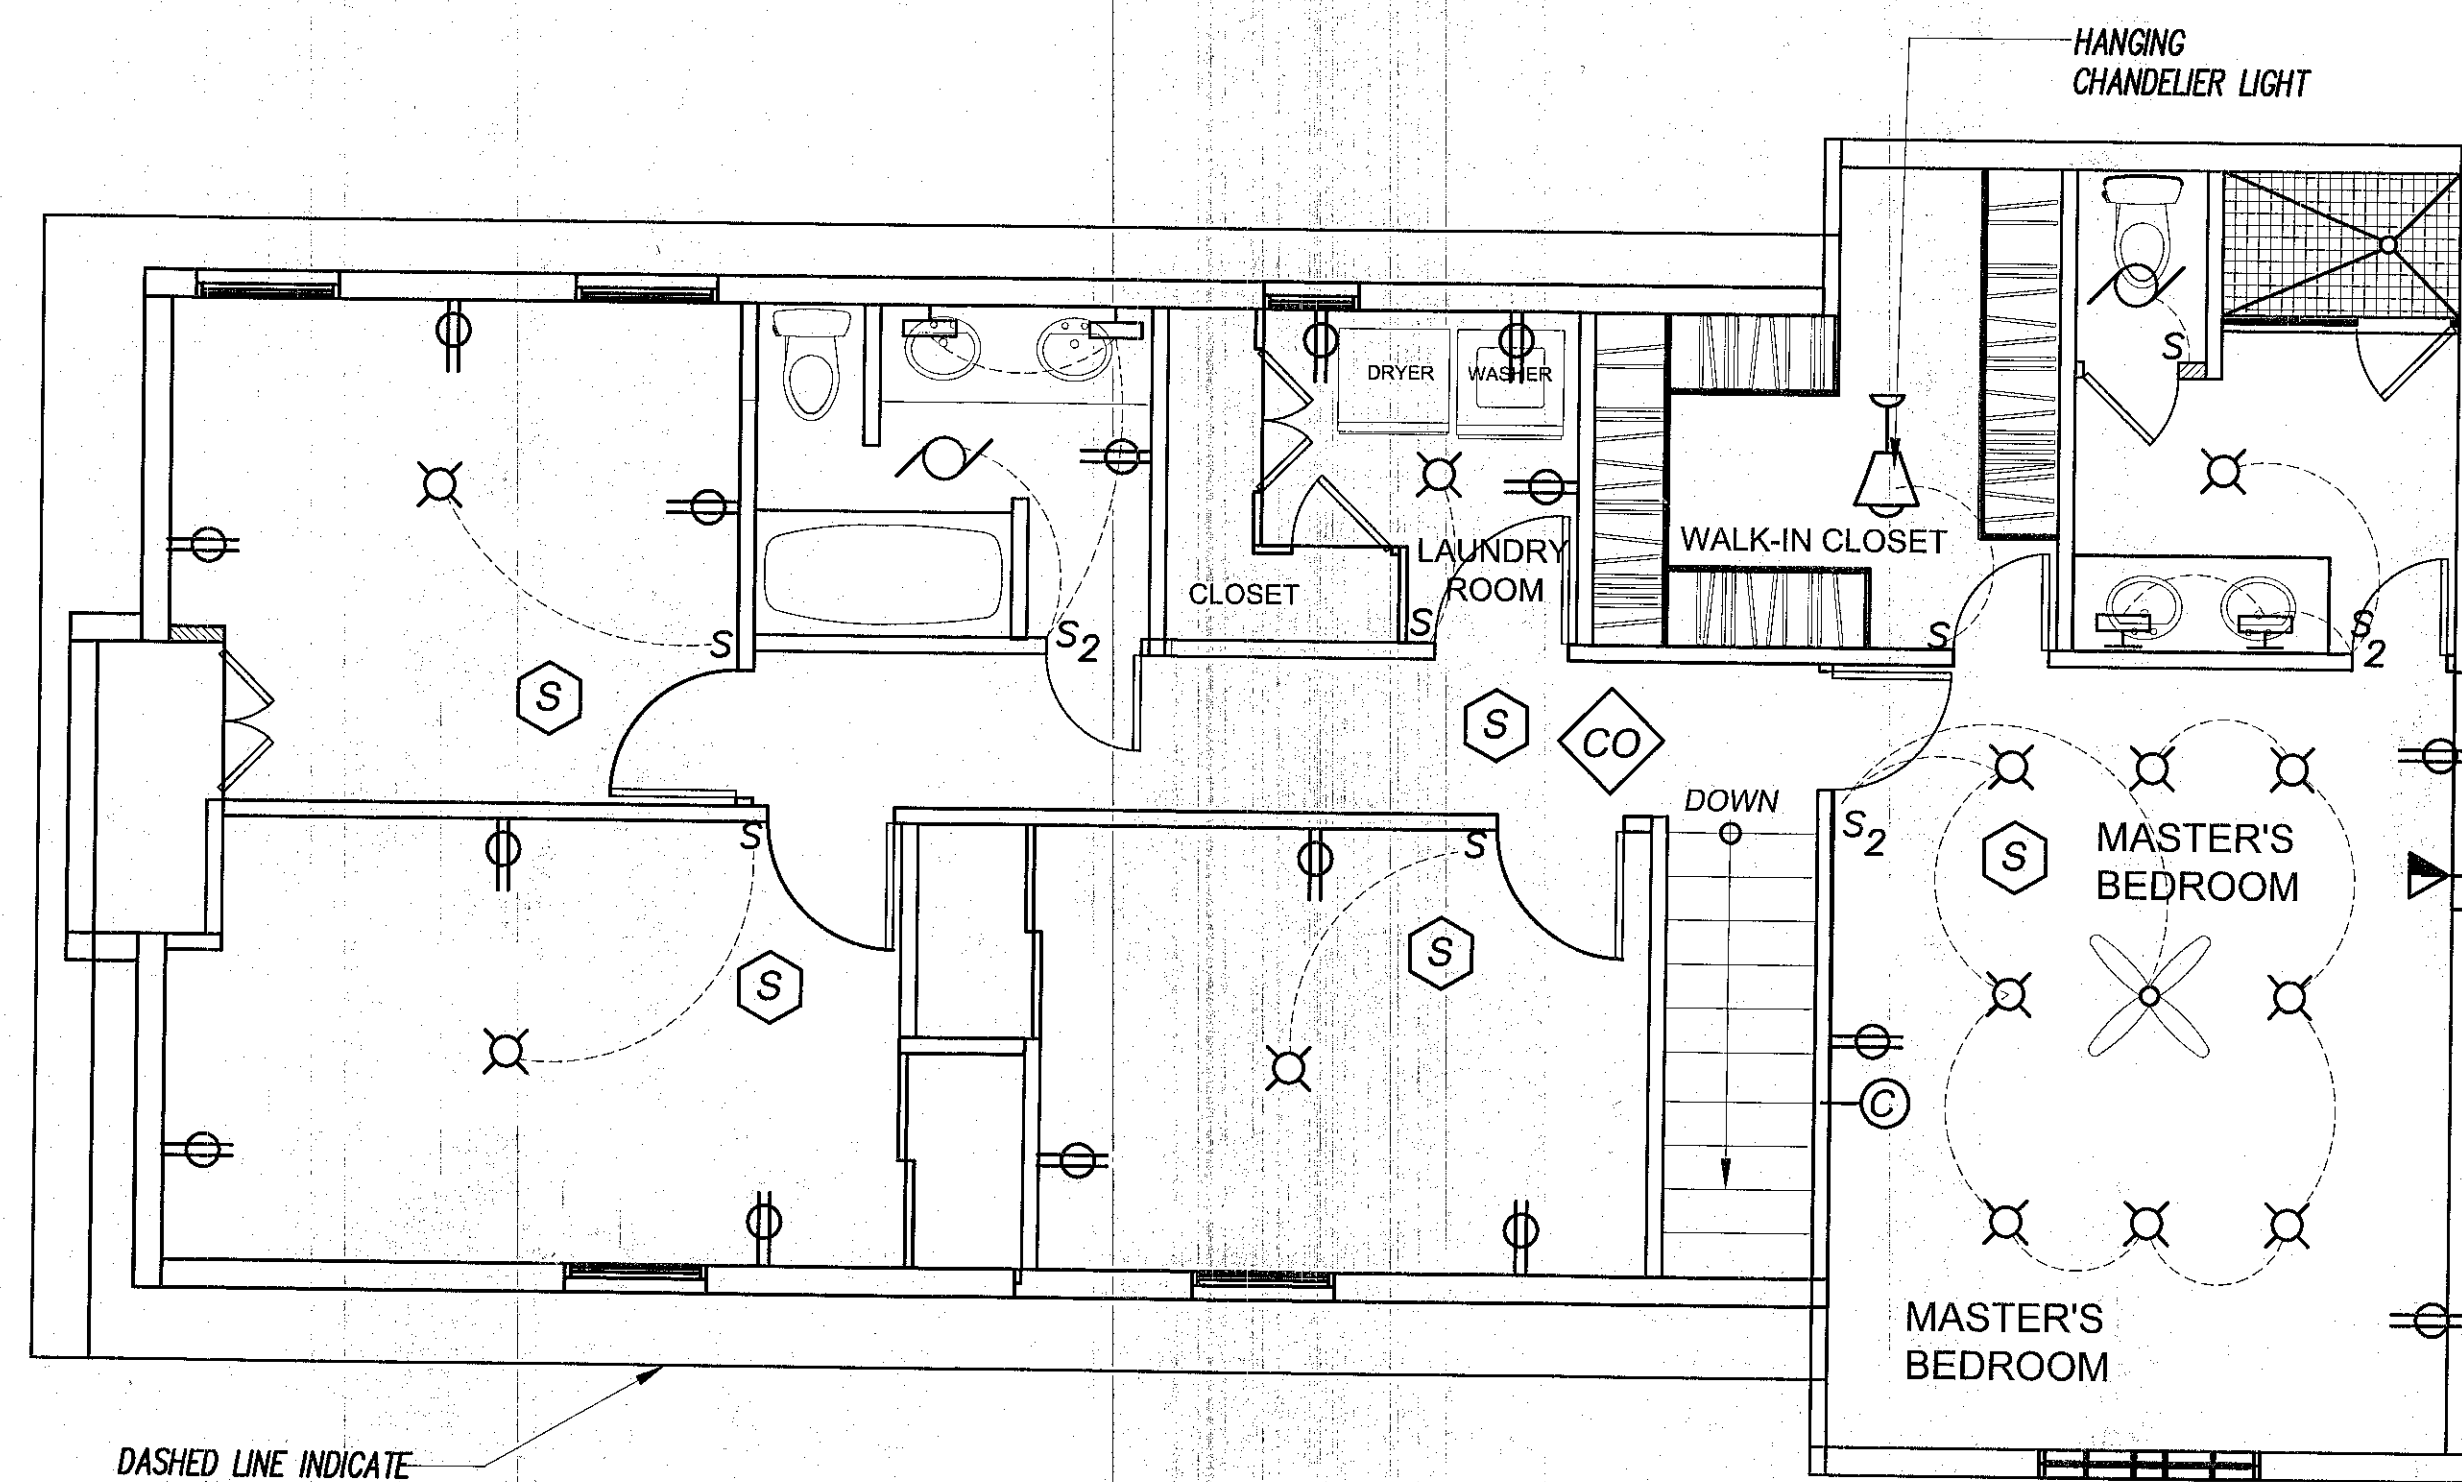 HANGING
CHANDELIER LIGHT
DRYER
WASHER
S
LAUNDRY
ROOM
WALK-IN CLOSET
CLOSET
S
S2
S
S
S2
S
S
CO
DOWN
S
S
S2
MASTER'S
BEDROOM
S
S
S
S
C
MASTER'S
BEDROOM
DASHED LINE INDICATE